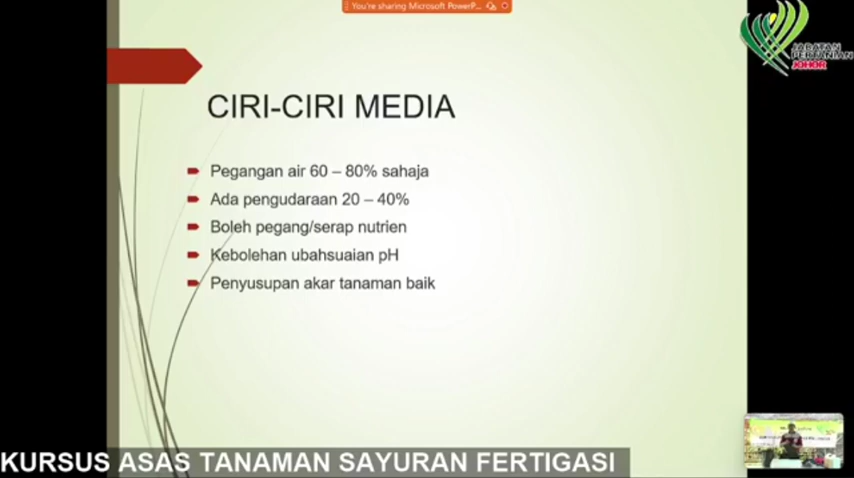 You're sharing Microsoft PowerP...
JABATAN
PERTANIAN
JOHOR
CIRI-CIRI MEDIA
Pegangan air 60 – 80% sahaja
Ada pengudaraan 20 – 40%
Boleh pegang/serap nutrien
Kebolehan ubahsuaian pH
Penyusupan akar tanaman baik
KURSUS ASAS TANAMAN SAYURAN FERTIGASI